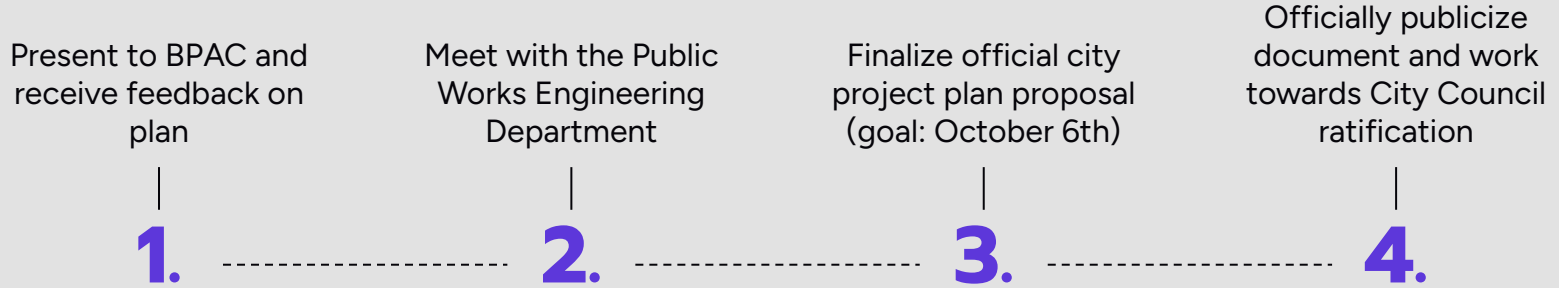 Present to BPAC and
receive feedback on
plan
1.
Meet with the Public
Works Engineering
Department
2.
Finalize official city
project plan proposal
(goal: October 6th)
3.
Officially publicize
document and work
towards City Council
ratification
4.